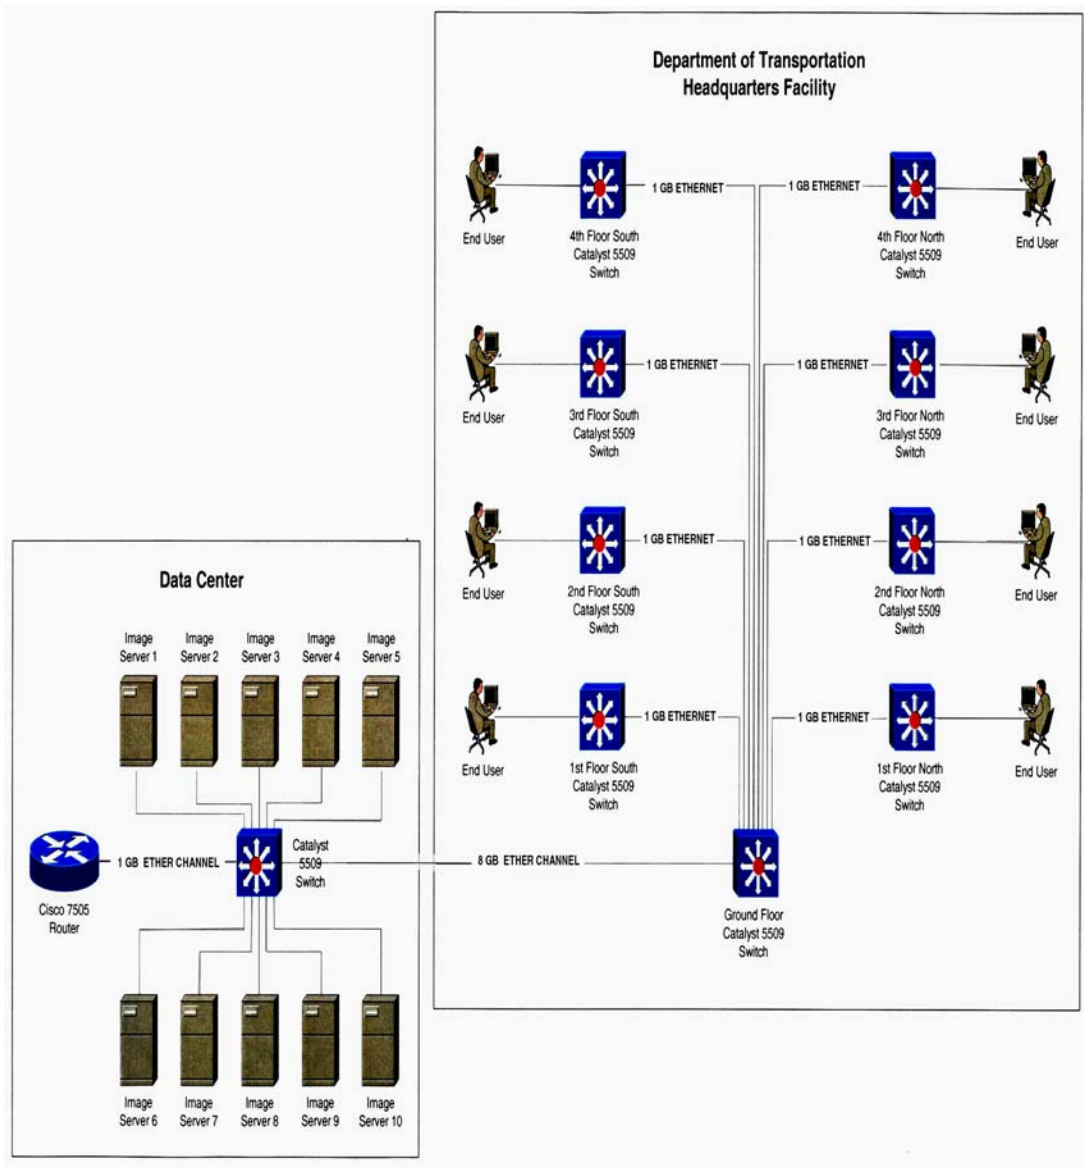 Department of Transportation
Headquarters Facility
1 GB ETHERNET
1 GB ETHERNET
End User
4th Floor South
Catalyst 5509
Switch
4th Floor North
Catalyst 5509
Switch
End User
1 GB ETHERNET
1 GB ETHERNET
End User
3rd Floor South
Catalyst 5509
Switch
3rd Floor North
Catalyst 5509
Switch
End User
1 GB ETHERNET
1 GB ETHERNET
End User
2nd Floor South
Catalyst 5509
Switch
2nd Floor North
Catalyst 5509
Switch
End User
1 GB ETHERNET
1 GB ETHERNET
End User
1st Floor South
Catalyst 5509
Switch
1st Floor North
Catalyst 5509
Switch
End User
Data Center
Image
Server 1
Image
Server 2
Image
Server 3
Image
Server 4
Image
Server 5
1 GB ETHER CHANNEL
Catalyst
5509
Switch
8 GB ETHER CHANNEL
Cisco 7505
Router
Ground Floor
Catalyst 5509
Switch
Image
Server 6
Image
Server 7
Image
Server 8
Image
Server 9
Image
Server 10